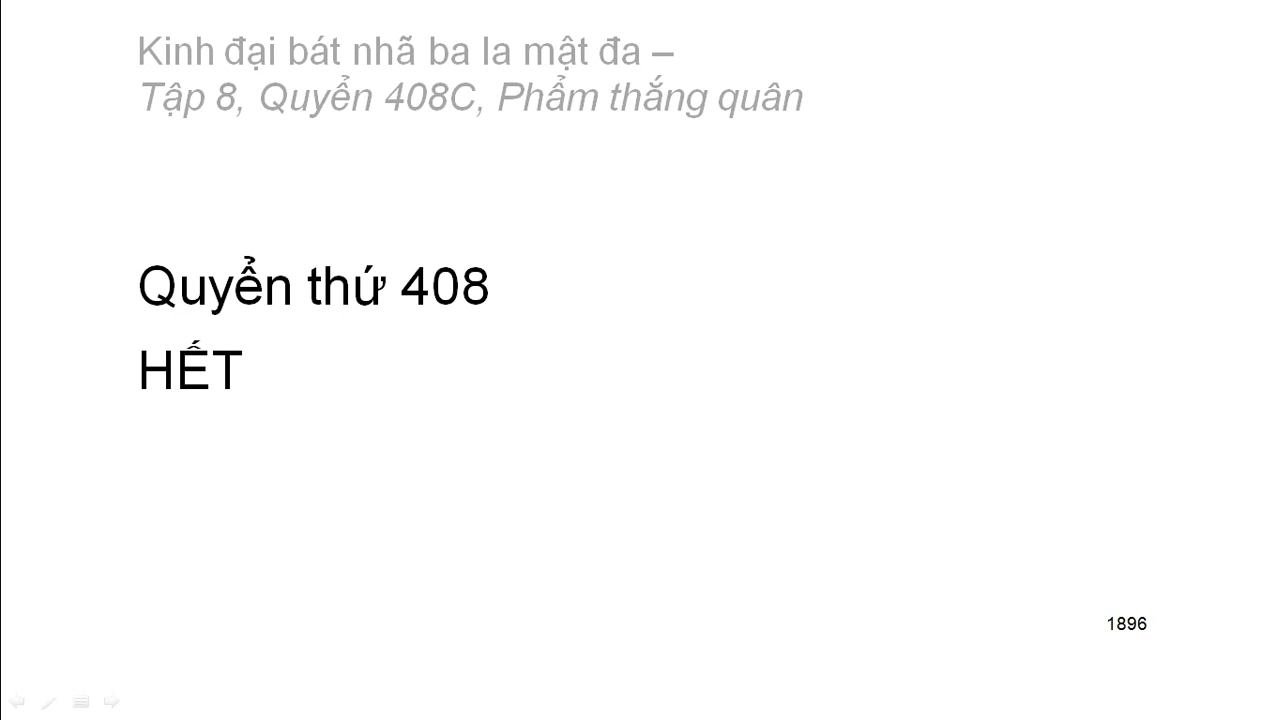 Kinh đại bát nhã ba la mật đa –
Tập 8, Quyển 408C, Phẩm thắng quân
Quyển thứ 408
HẾT
1896